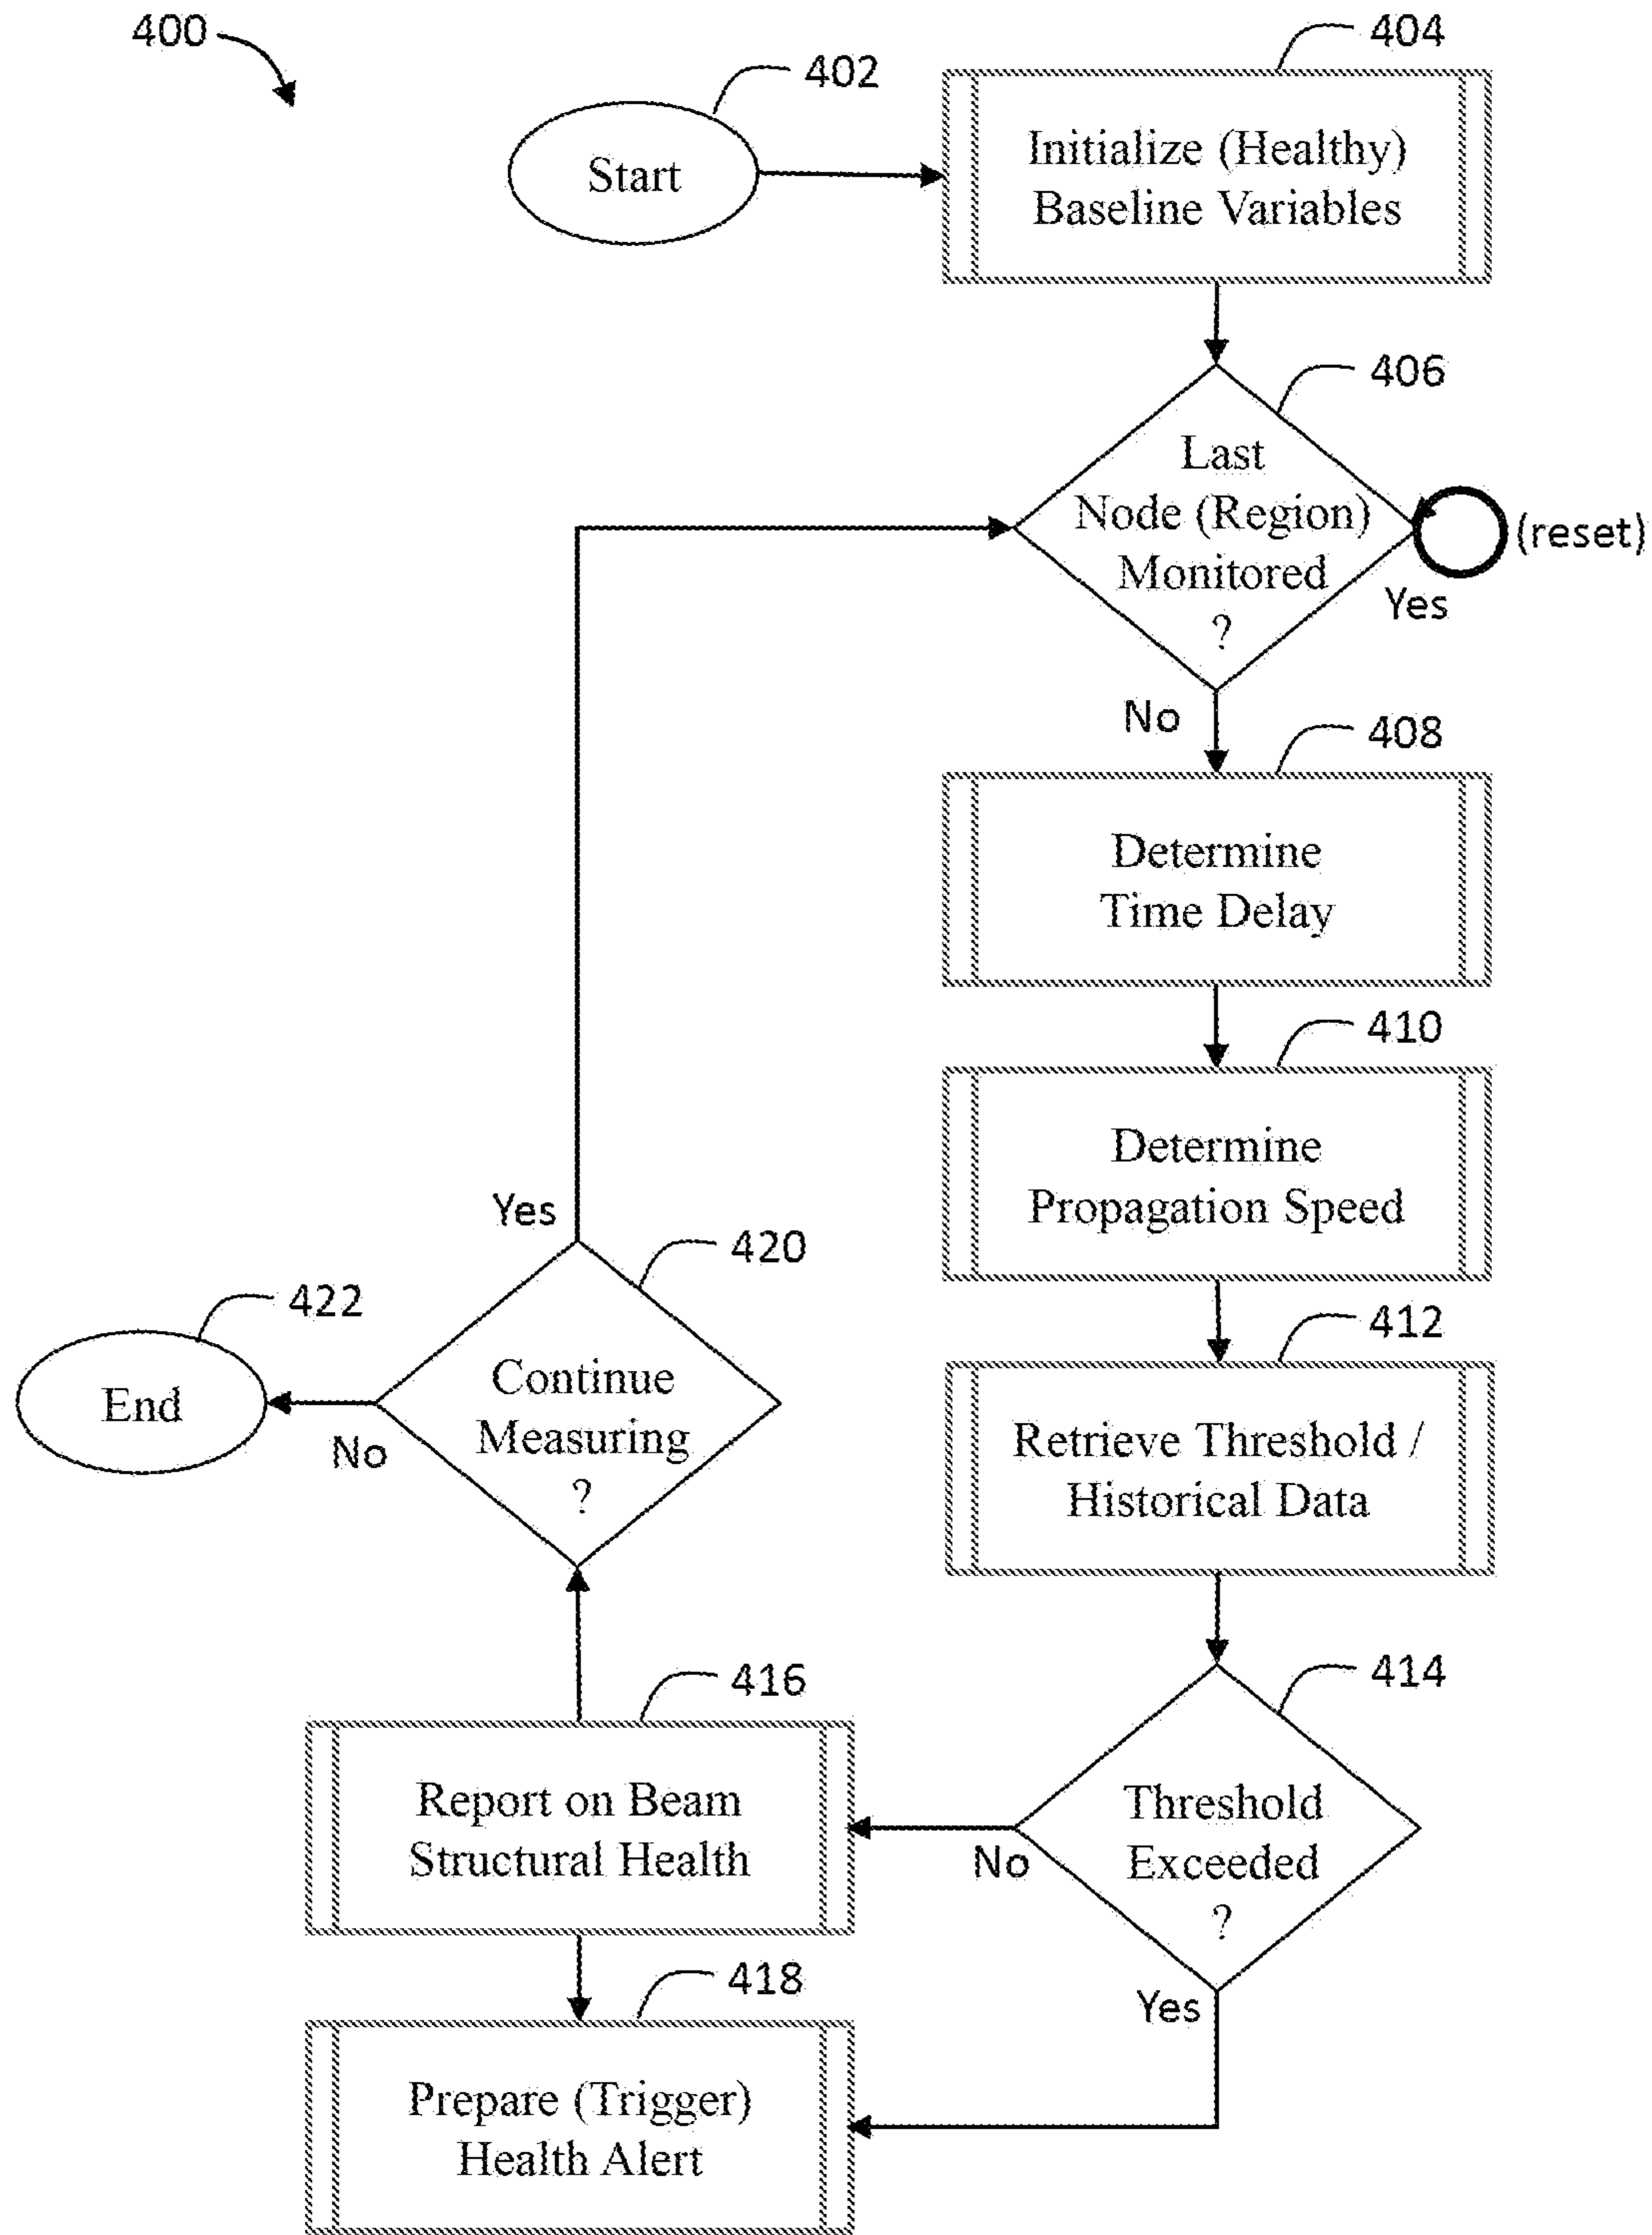 400
402
Start
404
Initialize (Healthy)
Baseline Variables
406
Last
Node (Region)
Monitored
?
(reset)
Yes
No
408
Determine
Time Delay
410
Determine
Propagation Speed
412
Retrieve Threshold /
Historical Data
414
Threshold
Exceeded
?
No
Yes
416
Report on Beam
Structural Health
418
Prepare (Trigger)
Health Alert
420
Continue
Measuring
?
Yes
No
422
End